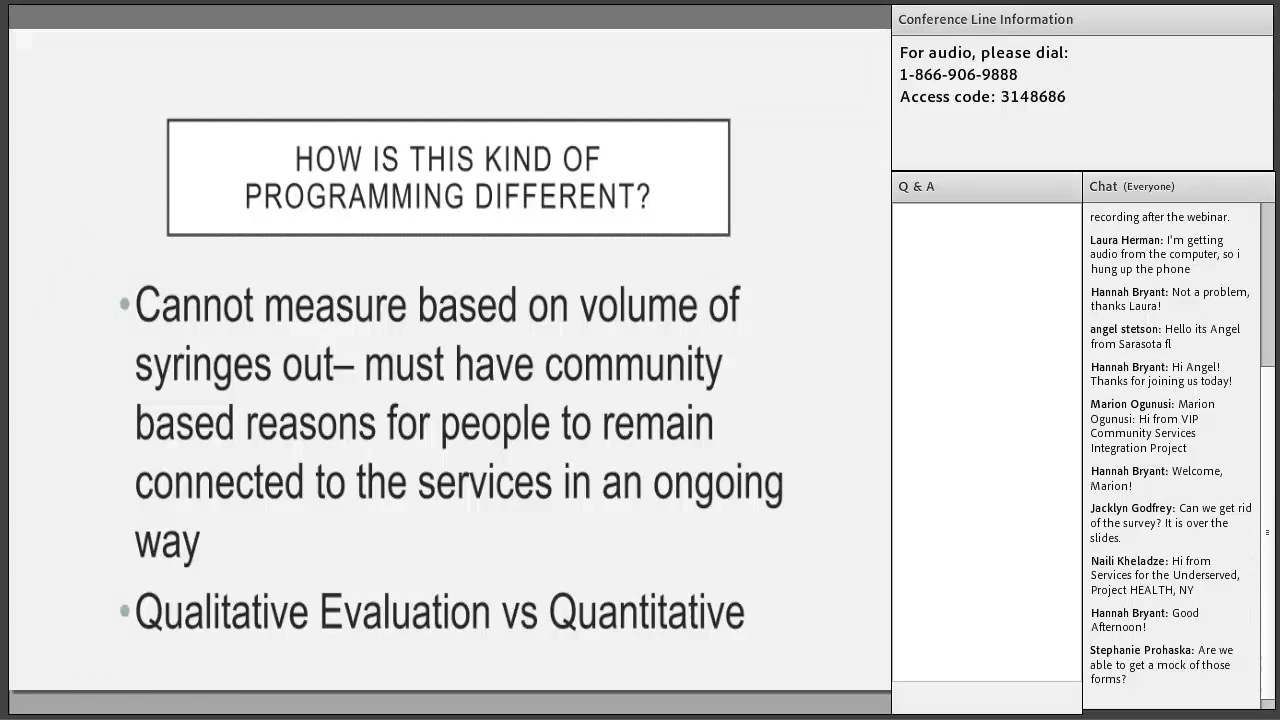 HOW IS THIS KIND OF
PROGRAMMING DIFFERENT?
•Cannot measure based on volume of
syringes out– must have community
based reasons for people to remain
connected to the services in an ongoing
way
•Qualitative Evaluation vs Quantitative
Conference Line Information
For audio, please dial:
1-866-906-9888
Access code: 3148686
Q & A
Chat (Everyone)
recording after the webinar.
Laura Herman: I'm getting
audio from the computer, so i
hung up the phone
Hannah Bryant: Not a problem,
thanks Laura!
angel stetson: Hello its Angel
from Sarasota fl
Hannah Bryant: Hi Angel!
Thanks for joining us today!
Marion Ogunusi: Marion
Ogunusi: Hi from VIP
Community Services
Integration Project
Hannah Bryant: Welcome,
Marion!
Jacklyn Godfrey: Can we get rid
of the survey? It is over the
slides.
Naili Kheladze: Hi from
Services for the Underserved,
Project HEALTH, NY
Hannah Bryant: Good
Afternoon!
Stephanie Prohaska: Are we
able to get a mock of those
forms?